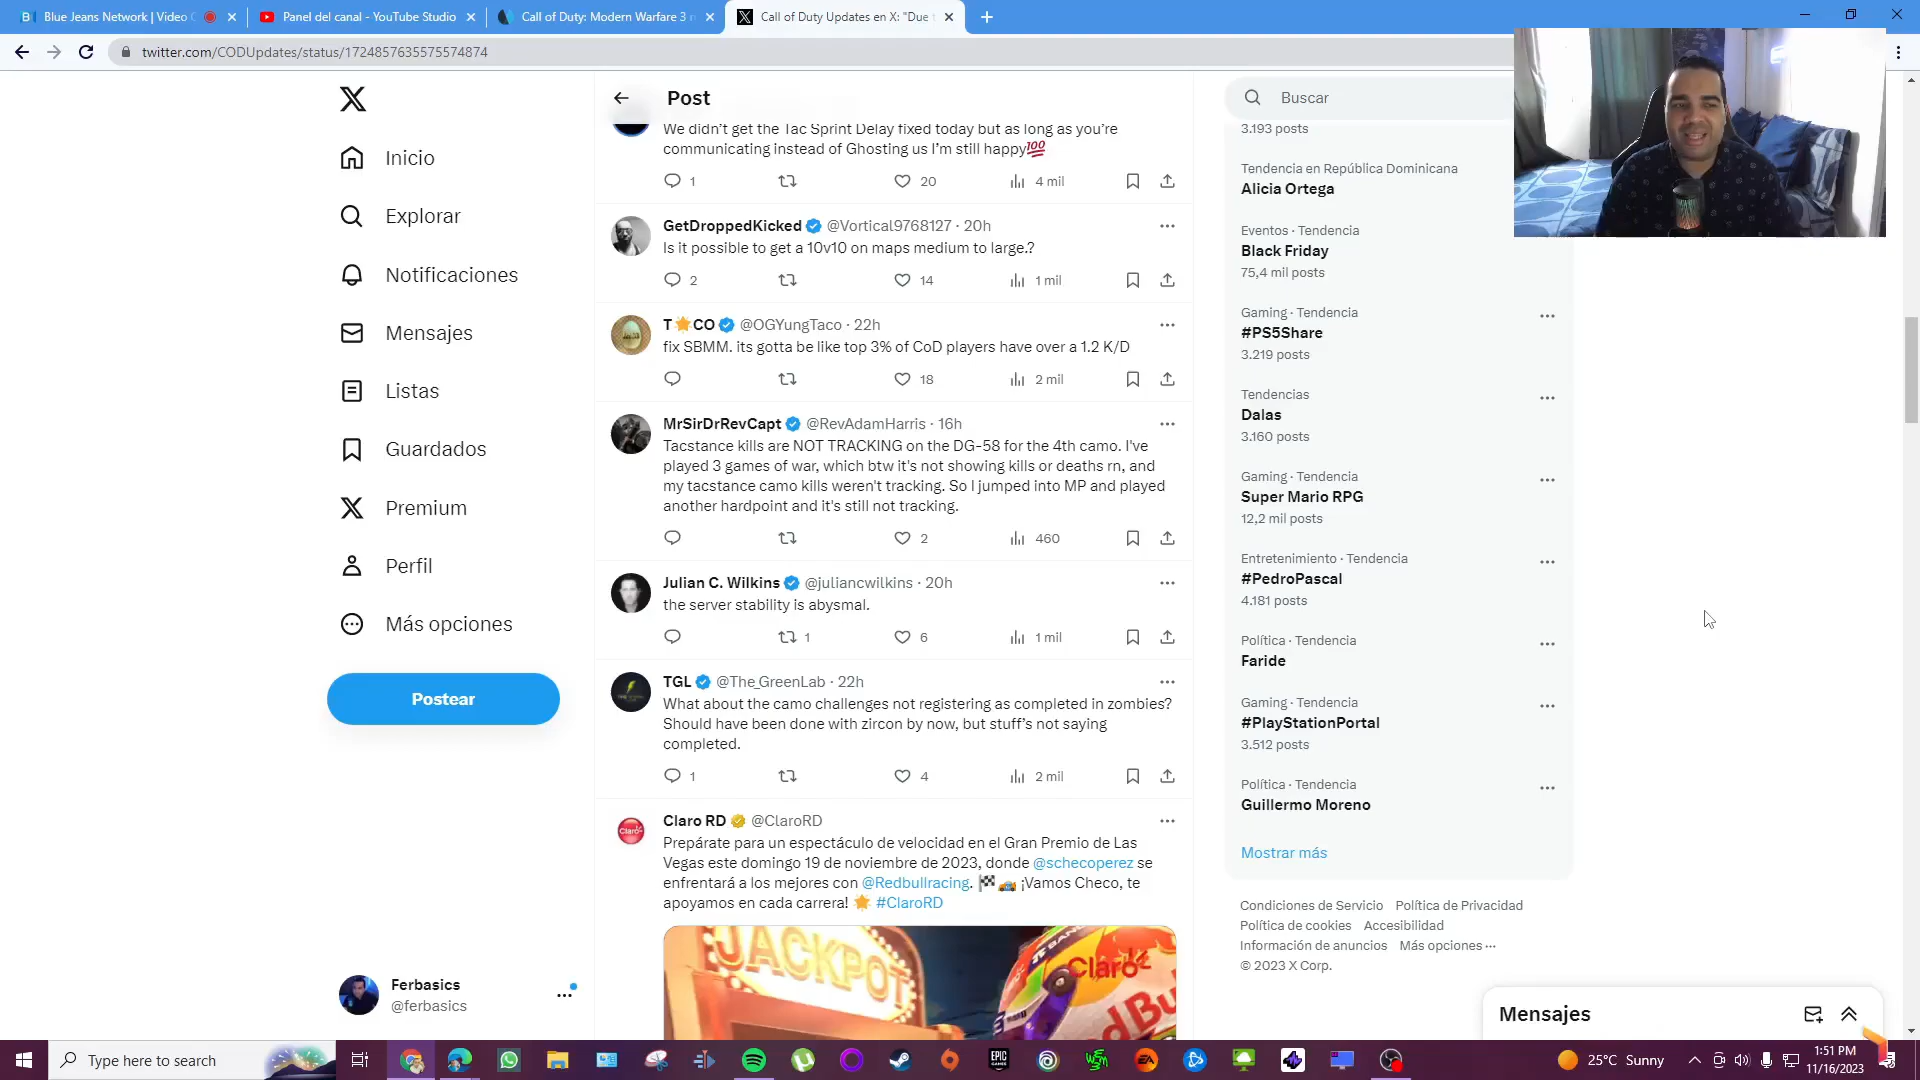 Blue Jeans Network | Video
Panel del canal - YouTube Studio
Call of Duty: Modern Warfare 3
Call of Duty Updates en X: "Due
twitter.com/CODUpdates/status/1724857635575574874
Inicio
Explorar
Notificaciones
Mensajes
Listas
Guardados
Premium
Perfil
Más opciones
Postear
Ferbasics
@ferbasics
Post
We didn't get the Tac Sprint Delay fixed today but as long as you're
communicating instead of Ghosting us I'm still happy💯
1 20 4 mil
GetDroppedKicked @Vortical9768127 · 20h
Is it possible to get a 10v10 on maps medium to large.?
2 14 1 mil
T🌟CO @OGYungTaco · 22h
fix SBMM. its gotta be like top 3% of CoD players have over a 1.2 K/D
18 2 mil
MrSirDrRevCapt @RevAdamHarris · 16h
Tacstance kills are NOT TRACKING on the DG-58 for the 4th camo. I've
played 3 games of war, which btw it's not showing kills or deaths rn, and
my tacstance camo kills weren't tracking. So I jumped into MP and played
another hardpoint and it's still not tracking.
2 460
Julian C. Wilkins @juliancwilkins · 20h
the server stability is abysmal.
1 6 1 mil
TGL @The_GreenLab · 22h
What about the camo challenges not registering as completed in zombies?
Should have been done with zircon by now, but stuff's not saying
completed.
1 4 2 mil
Claro RD @ClaroRD
Prepárate para un espectáculo de velocidad en el Gran Premio de Las
Vegas este domingo 19 de noviembre de 2023, donde @schecoperez se
enfrentará a los mejores con @Redbullracing. 🏁🏎️ ¡Vamos Checo, te
apoyamos en cada carrera! 🌟 #ClaroRD
Claro
JACKPOT
Claro
Buscar
3.193 posts
Tendencia en República Dominicana
Alicia Ortega
Eventos · Tendencia
Black Friday
75,4 mil posts
Gaming · Tendencia
#PS5Share
3.219 posts
Tendencias
Dalas
3.160 posts
Gaming · Tendencia
Super Mario RPG
12,2 mil posts
Entretenimiento · Tendencia
#PedroPascal
4.181 posts
Política · Tendencia
Faride
Gaming · Tendencia
#PlayStationPortal
3.512 posts
Política · Tendencia
Guillermo Moreno
Mostrar más
Condiciones de Servicio Política de Privacidad
Política de cookies Accesibilidad
Información de anuncios Más opciones ···
© 2023 X Corp.
Mensajes
Type here to search
EPIC GAMES
EA
25°C Sunny
1:51 PM
11/16/2023